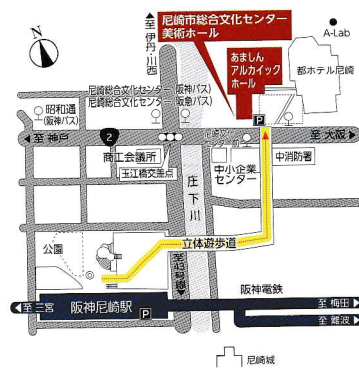 尼崎市総合文化センター
美術ホール
A-Lab
至伊丹・川西
あましん
アルカイック
ホール
都ホテル尼崎
尼崎総合文化センター(阪神バス)
尼崎総合文化センター(阪急バス)
昭和通
(阪神バス)
P
至 神戸
2
至 大阪
商工会議所
玉江橋交差点
中小企業
センター
中消防署
庄下川
公園
立体遊歩道
至43号線
阪神電鉄
至 三宮
阪神尼崎駅
P
至 梅田
至 難波
尼崎城